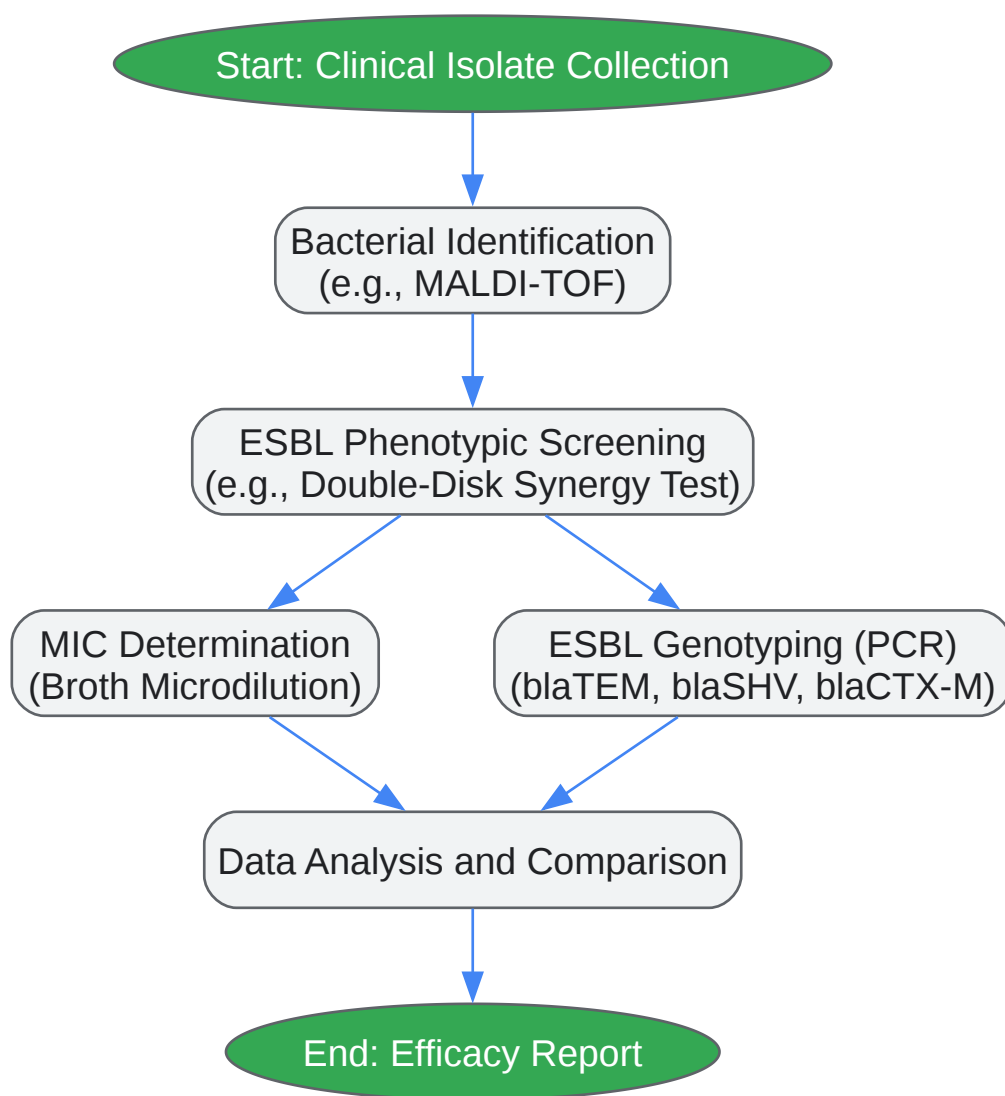 Start: Clinical Isolate Collection
Bacterial Identification
(e.g., MALDI-TOF)
ESBL Phenotypic Screening
(e.g., Double-Disk Synergy Test)
MIC Determination
(Broth Microdilution)
ESBL Genotyping (PCR)
(blaTEM, blaSHV, blaCTX-M)
Data Analysis and Comparison
End: Efficacy Report